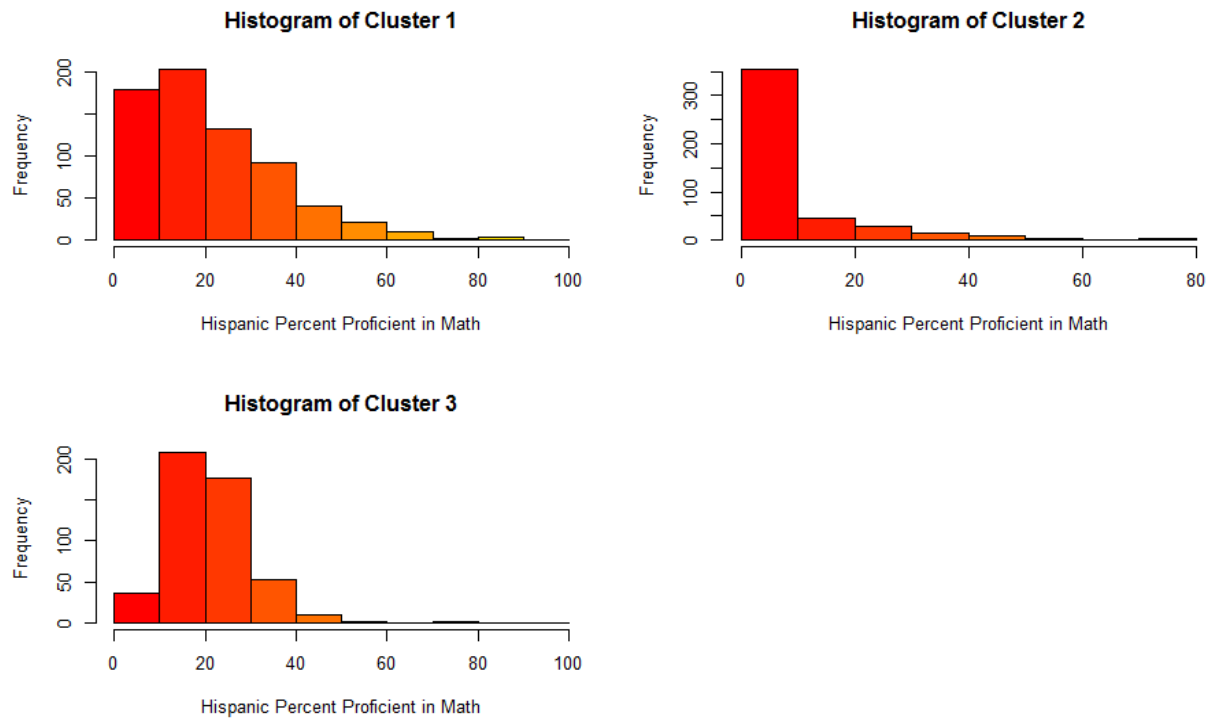 Histogram of Cluster 1
Frequency
0 50 100 200
0 20 40 60 80 100
Hispanic Percent Proficient in Math
Histogram of Cluster 2
Frequency
0 100 200 300
0 20 40 60 80
Hispanic Percent Proficient in Math
Histogram of Cluster 3
Frequency
0 50 100 200
0 20 40 60 80 100
Hispanic Percent Proficient in Math